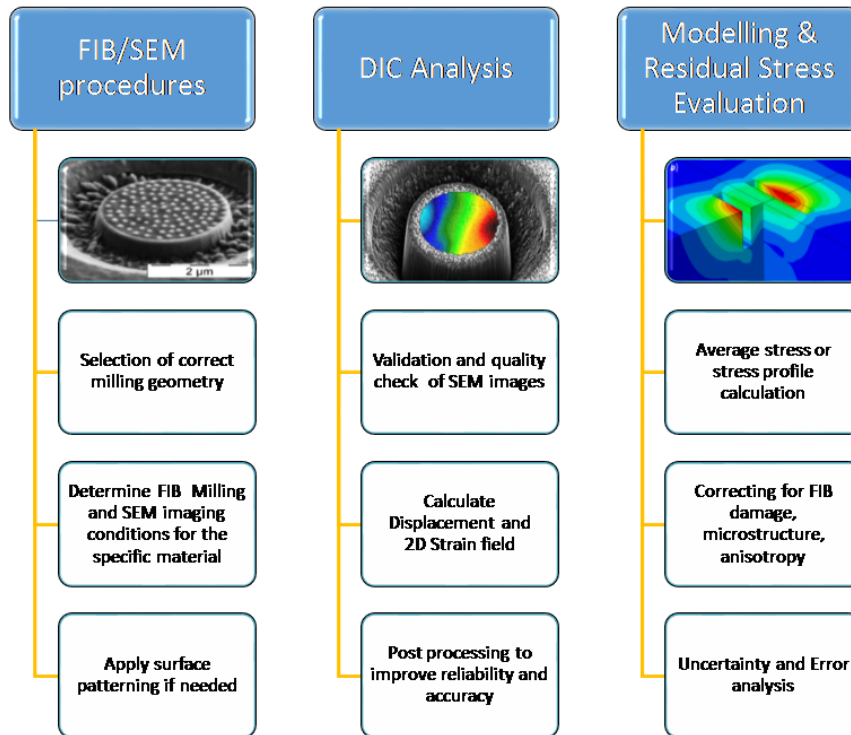 FIB/SEM
procedures
2 µm
Selection of correct
milling geometry
Determine FIB Milling
and SEM imaging
conditions for the
specific material
Apply surface
patterning if needed
DIC Analysis
Validation and quality
check of SEM images
Calculate
Displacement and
2D Strain field
Post processing to
improve reliability and
accuracy
Modelling &
Residual Stress
Evaluation
Average stress or
stress profile
calculation
Correcting for FIB
damage,
microstructure,
anisotropy
Uncertainty and Error
analysis